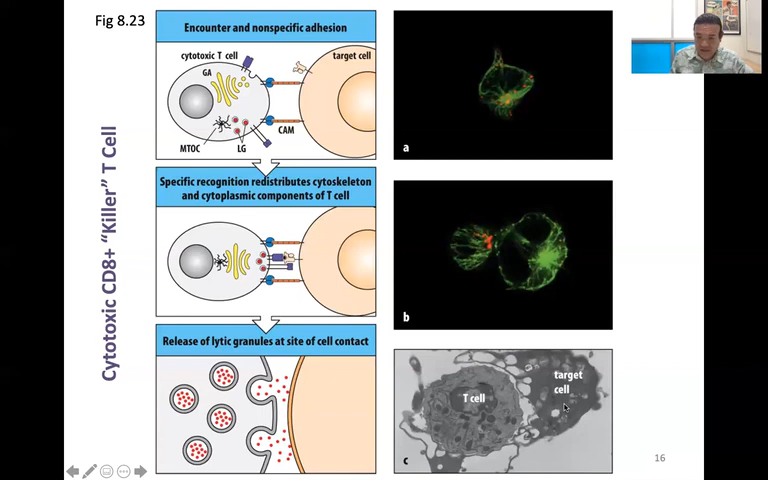 Fig 8.23
Cytotoxic CD8+ "Killer" T Cell
Encounter and nonspecific adhesion
cytotoxic T cell
target cell
GA
CAM
MTOC
LG
Specific recognition redistributes cytoskeleton
and cytoplasmic components of T cell
Release of lytic granules at site of cell contact
a
b
T cell
target
cell
c
16